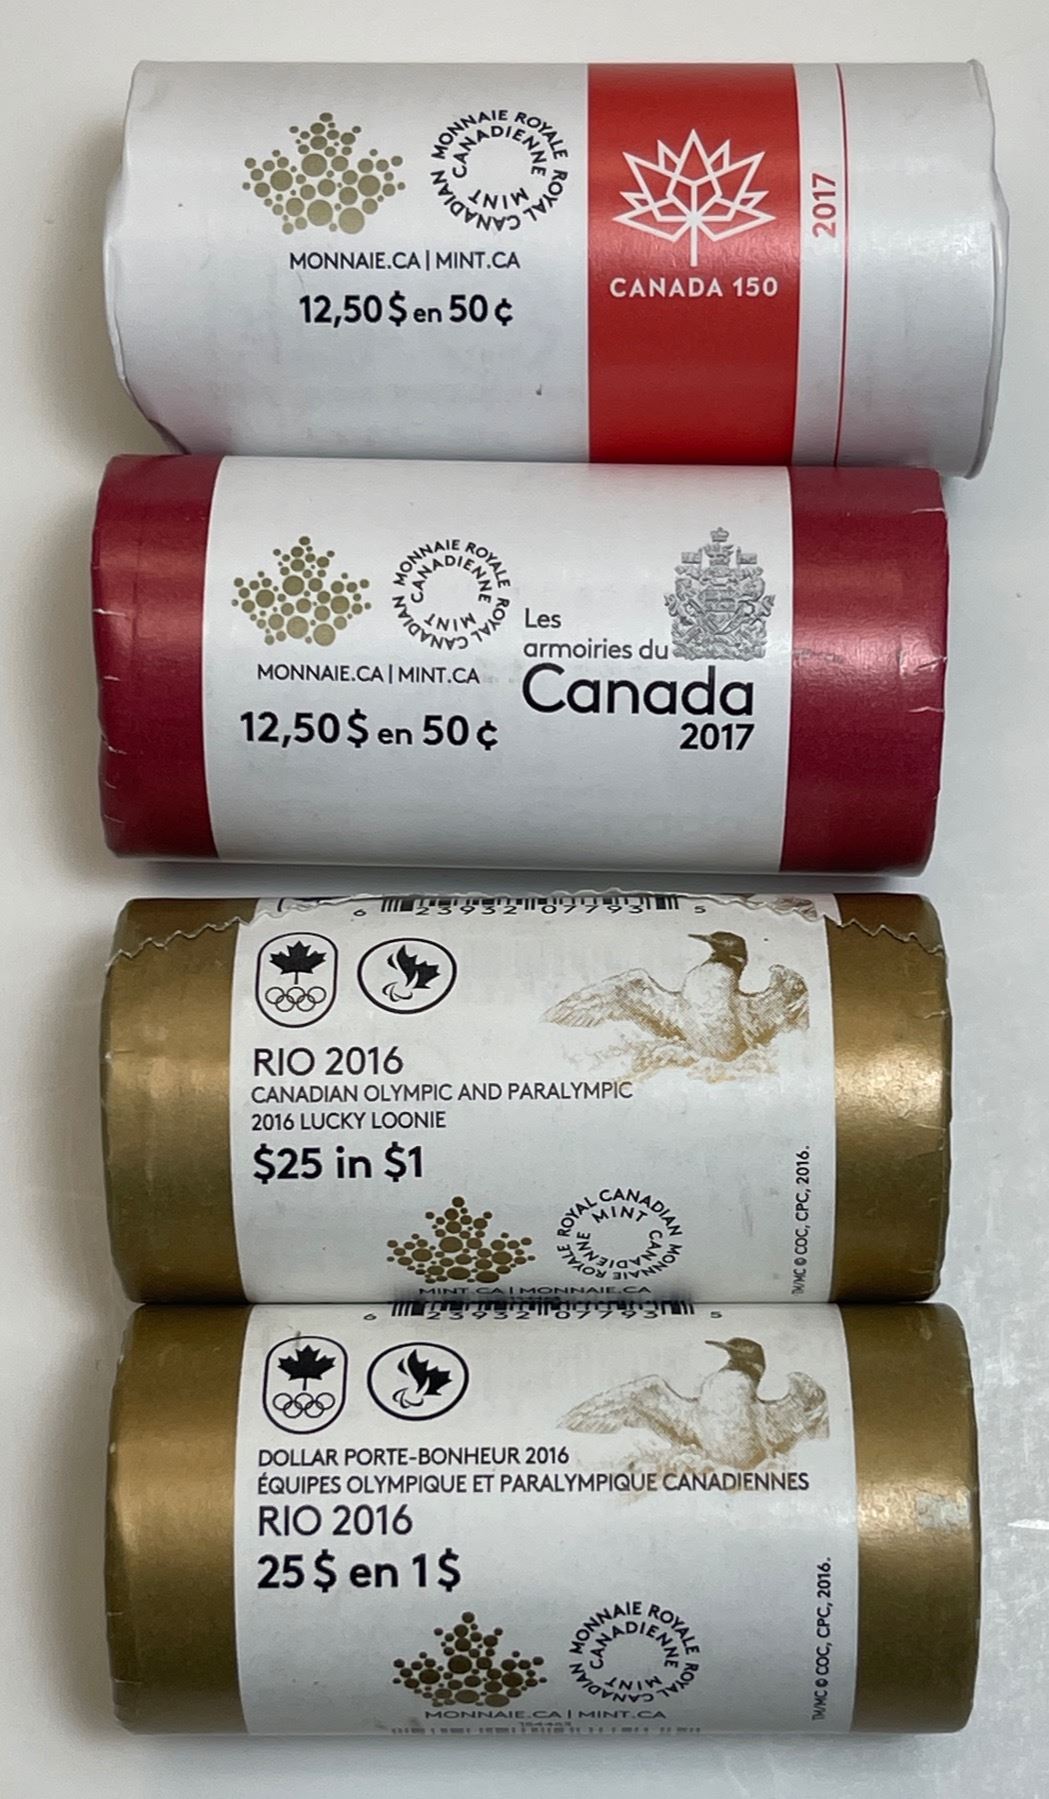 MONNAIE ROYALE CANADIENNE
ROYAL CANADIAN MINT
MONNAIE.CA | MINT.CA
12,50 $ en 50 ¢
CANADA 150
2017
MONNAIE ROYALE CANADIENNE
ROYAL CANADIAN MINT
MONNAIE.CA | MINT.CA
12,50 $ en 50 ¢
Les
armoiries du
Canada
2017
6 23932 07793 5
RIO 2016
CANADIAN OLYMPIC AND PARALYMPIC
2016 LUCKY LOONIE
$25 in $1
ROYAL CANADIAN MINT
MONNAIE ROYALE CANADIENNE
MINT.CA | MONNAIE.CA
TM/MC © COC, CPC, 2016.
6 23932 07793 5
DOLLAR PORTE-BONHEUR 2016
ÉQUIPES OLYMPIQUE ET PARALYMPIQUE CANADIENNES
RIO 2016
25 $ en 1 $
MONNAIE ROYALE CANADIENNE
ROYAL CANADIAN MINT
MONNAIE.CA | MINT.CA
TM/MC © COC, CPC, 2016.